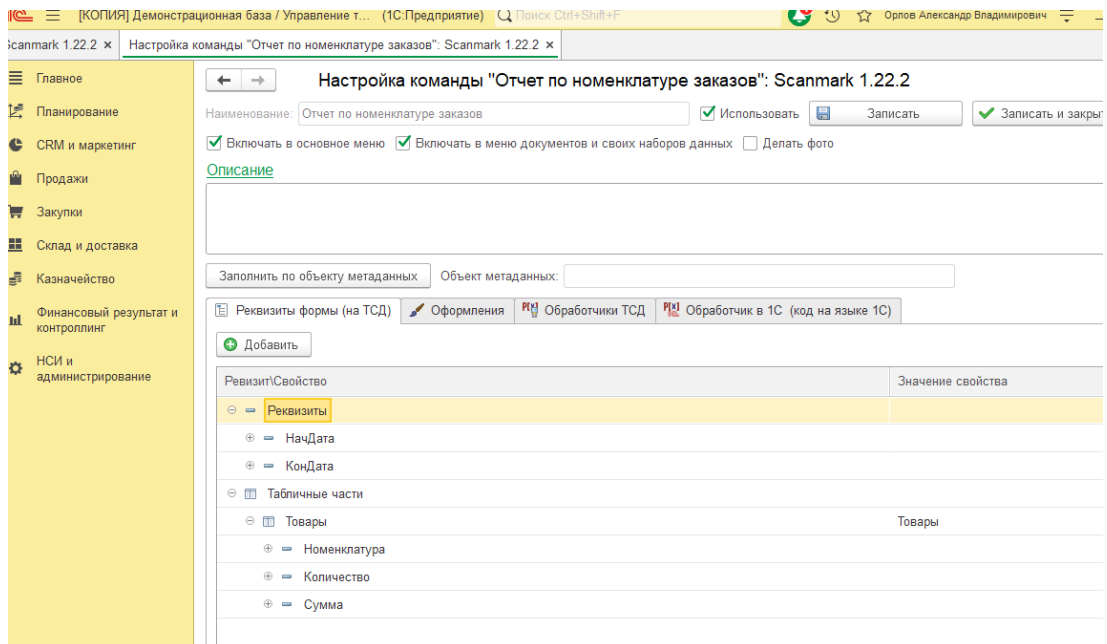 [КОПИЯ] Демонстрационная база / Управление т... (1С:Предприятие) Поиск Ctrl+Shift+F Орлов Александр Владимирович
Scanmark 1.22.2 × Настройка команды "Отчет по номенклатуре заказов": Scanmark 1.22.2 ×
Главное
Планирование
CRM и маркетинг
Продажи
Закупки
Склад и доставка
Казначейство
Финансовый результат и
контроллинг
НСИ и
администрирование
Настройка команды "Отчет по номенклатуре заказов": Scanmark 1.22.2
Наименование: Отчет по номенклатуре заказов Использовать Записать Записать и закрыт
Включать в основное меню Включать в меню документов и своих наборов данных Делать фото
Описание
Заполнить по объекту метаданных Объект метаданных:
Реквизиты формы (на ТСД) Оформления Обработчики ТСД Обработчик в 1С (код на языке 1С)
Добавить
Ревизит\Свойство Значение свойства
Реквизиты
НачДата
КонДата
Табличные части
Товары Товары
Номенклатура
Количество
Сумма